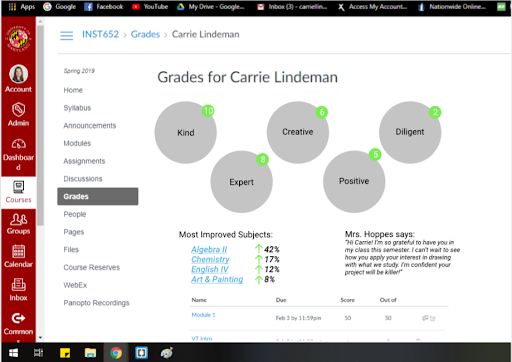 Apps Google Facebook YouTube My Drive - Google... Inbox (3) - carriellin... Access My Account... Nationwide Online...
INST652 > Grades > Carrie Lindeman
Spring 2019
Grades for Carrie Lindeman
Account
Admin
Dashboar
d
Courses
Groups
Calendar
Inbox
Common
Home
Syllabus
Announcements
Modules
Assignments
Discussions
Grades
People
Pages
Files
Course Reserves
WebEx
Panopto Recordings
Kind 10
Creative 6
Diligent 2
Expert 8
Positive 5
Most Improved Subjects:
Algebra II 42%
Chemistry 17%
English IV 12%
Art & Painting 8%
Mrs. Hoppes says:
"Hi Carrie! I'm so grateful to have you in
my class this semester. I can't wait to see
how you apply your interest in drawing
with what we study. I'm confident your
project will be killer!"
Name Due Score Out of
Module 1 Feb 3 by 11:59pm 50 50
VT Intro